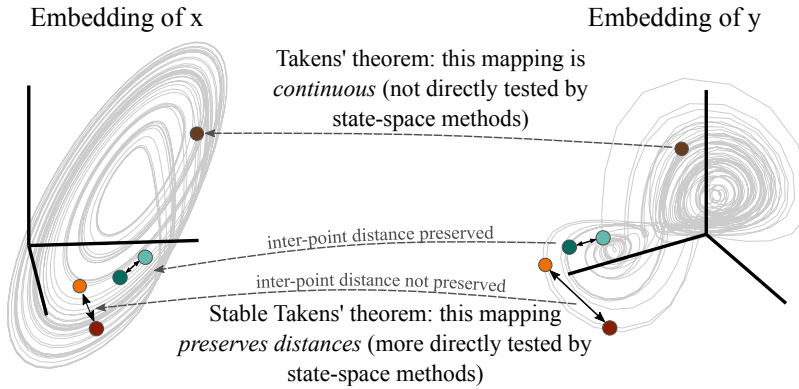 Embedding of x
Embedding of y
Takens' theorem: this mapping is
continuous (not directly tested by
state-space methods)
inter-point distance preserved
inter-point distance not preserved
Stable Takens' theorem: this mapping
preserves distances (more directly tested by
state-space methods)